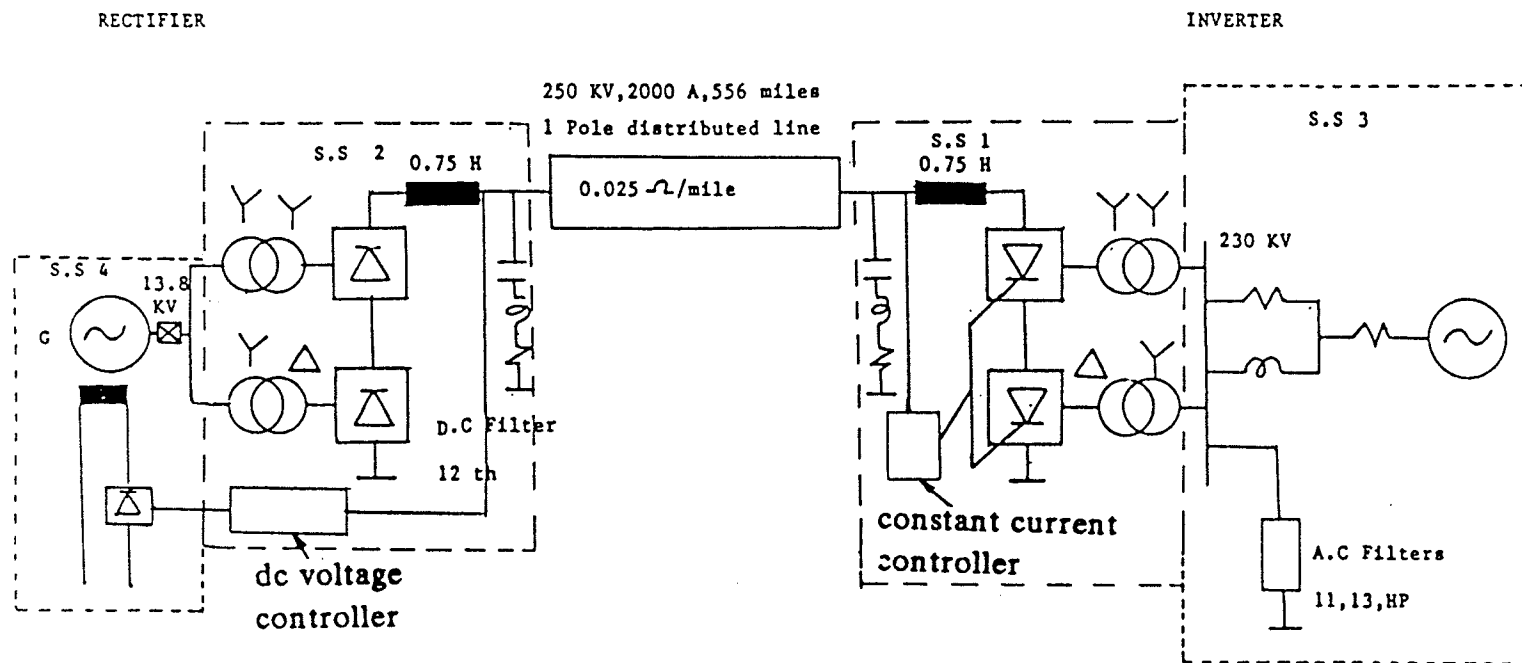 RECTIFIER
INVERTER
250 KV,2000 A,556 miles
1 Pole distributed line
S.S 2
0.75 H
0.025 Ω/mile
S.S 1
0.75 H
S.S 3
230 KV
S.S 4
13.8
KV
G
D.C Filter
12 th
dc voltage
controller
constant current
controller
A.C Filters
11,13,HP